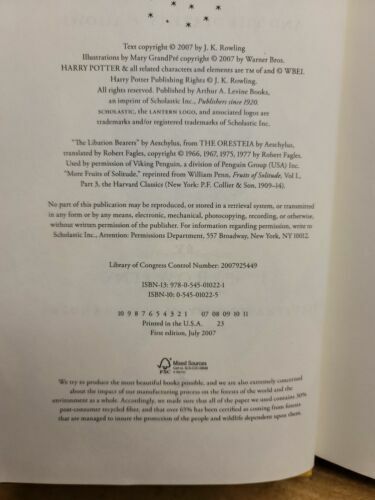 Text copyright © 2007 by J. K. Rowling
Illustrations by Mary GrandPré copyright © 2007 by Warner Bros.
HARRY POTTER & all related characters and elements are TM of and © WBEI.
Harry Potter Publishing Rights © J. K. Rowling.
All rights reserved. Published by Arthur A. Levine Books,
an imprint of Scholastic Inc., Publishers since 1920.
SCHOLASTIC, the LANTERN LOGO, and associated logos are
trademarks and/or registered trademarks of Scholastic Inc.
"The Libation Bearers" by Aeschylus, from THE ORESTEIA by Aeschylus,
translated by Robert Fagles, copyright © 1966, 1967, 1975, 1977 by Robert Fagles.
Used by permission of Viking Penguin, a division of Penguin Group (USA) Inc.
"More Fruits of Solitude," reprinted from William Penn, Fruits of Solitude, Vol I.,
Part 3, the Harvard Classics (New York: P.F. Collier & Son, 1909–14).
No part of this publication may be reproduced, or stored in a retrieval system, or transmitted
in any form or by any means, electronic, mechanical, photocopying, recording, or otherwise,
without written permission of the publisher. For information regarding permission, write to
Scholastic Inc., Attention: Permissions Department, 557 Broadway, New York, NY 10012.
Library of Congress Control Number: 2007925449
ISBN-13: 978-0-545-01022-1
ISBN-10: 0-545-01022-5
10 9 8 7 6 5 4 3 2 1 07 08 09 10 11
Printed in the U.S.A. 23
First edition, July 2007
FSC
Mixed Sources
We try to produce the most beautiful books possible, and we are also extremely concerned
about the impact of our manufacturing process on the forests of the world and the
environment as a whole. Accordingly, we made sure that all of the paper we used contains 30%
post-consumer recycled fiber, and that over 65% has been certified as coming from forests
that are managed to insure the protection of the people and wildlife dependent upon them.